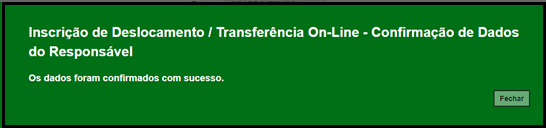 Inscrição de Deslocamento / Transferência On-Line - Confirmação de Dados
do Responsável
Os dados foram confirmados com sucesso.
Fechar